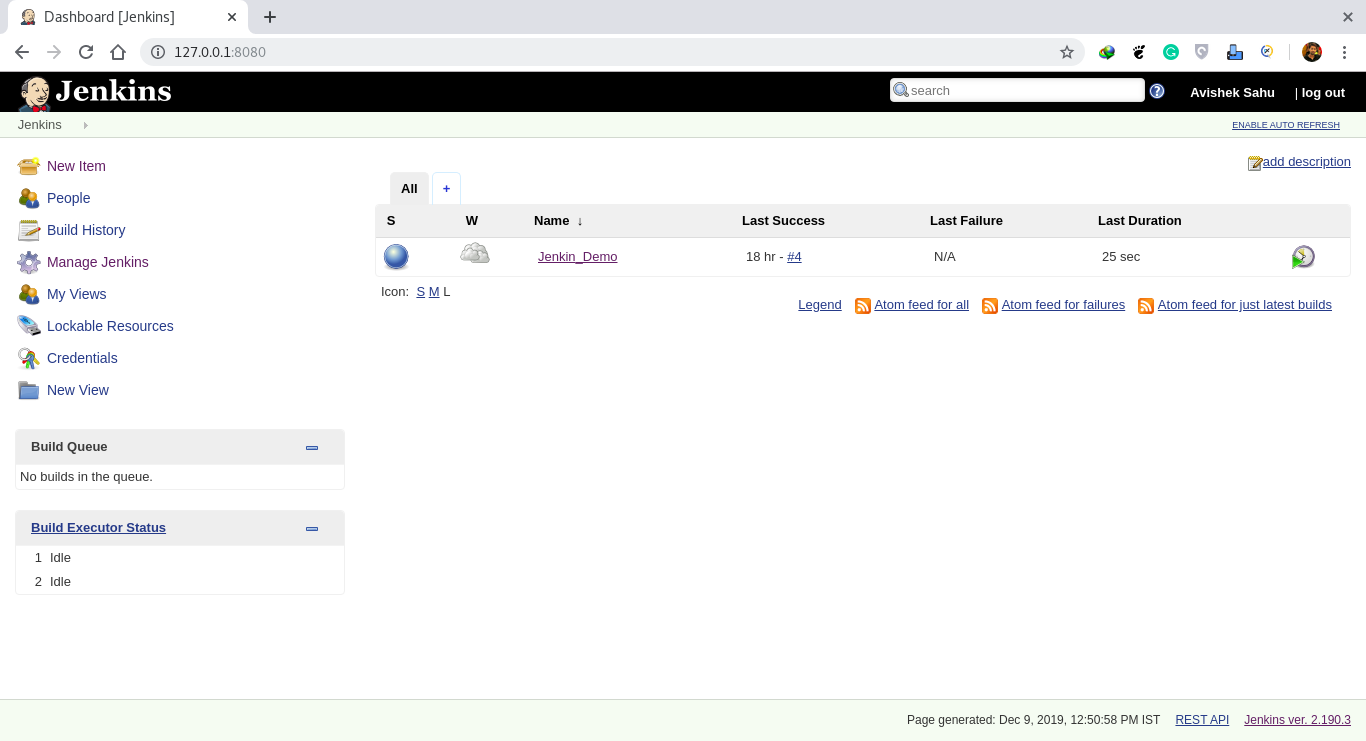 Dashboard [Jenkins]
127.0.0.1:8080
Jenkins
search
Avishek Sahu
| log out
Jenkins
ENABLE AUTO REFRESH
New Item
People
Build History
Manage Jenkins
My Views
Lockable Resources
Credentials
New View
Build Queue
No builds in the queue.
Build Executor Status
1 Idle
2 Idle
add description
All +
S W Name ↓ Last Success Last Failure Last Duration
Jenkin_Demo 18 hr - #4 N/A 25 sec
Icon: S M L
Legend Atom feed for all Atom feed for failures Atom feed for just latest builds
Page generated: Dec 9, 2019, 12:50:58 PM IST REST API Jenkins ver. 2.190.3